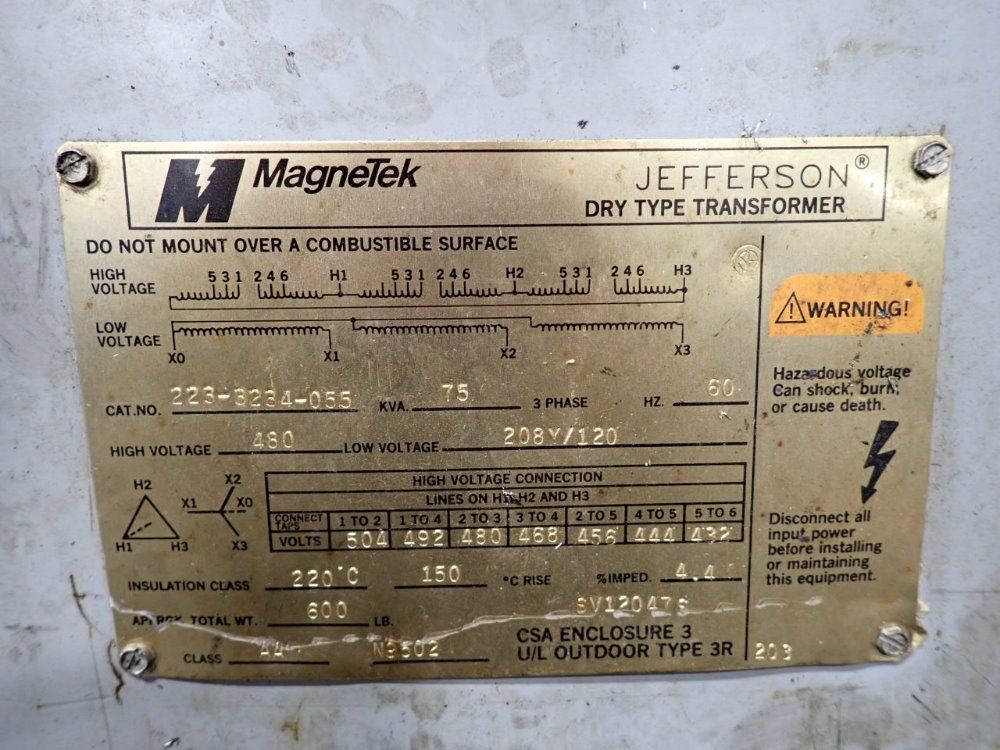 MagneTek
JEFFERSON®
DRY TYPE TRANSFORMER
DO NOT MOUNT OVER A COMBUSTIBLE SURFACE
HIGH VOLTAGE 5 3 1 2 4 6 H1 5 3 1 2 4 6 H2 5 3 1 2 4 6 H3
LOW VOLTAGE
X0 X1 X2 X3
CAT.NO. 223-3234-055 KVA. 75 3 PHASE HZ. 60
HIGH VOLTAGE 480 LOW VOLTAGE 208Y/120
H2
H1 H3
X2
X1 X0
X3
HIGH VOLTAGE CONNECTION
LINES ON H1, H2 AND H3
CONNECT TAPS 1 TO 2 1 TO 4 2 TO 3 3 TO 4 2 TO 5 4 TO 5 5 TO 6
VOLTS 504 492 480 468 456 444 432
INSULATION CLASS 220°C 150 °C RISE %IMPED. 4.4
APPROX. TOTAL WT. 600 LB.
CLASS AA N9502
CSA ENCLOSURE 3
U/L OUTDOOR TYPE 3R
203
WARNING!
Hazardous voltage
Can shock, burn,
or cause death.
Disconnect all
input power
before installing
or maintaining
this equipment.